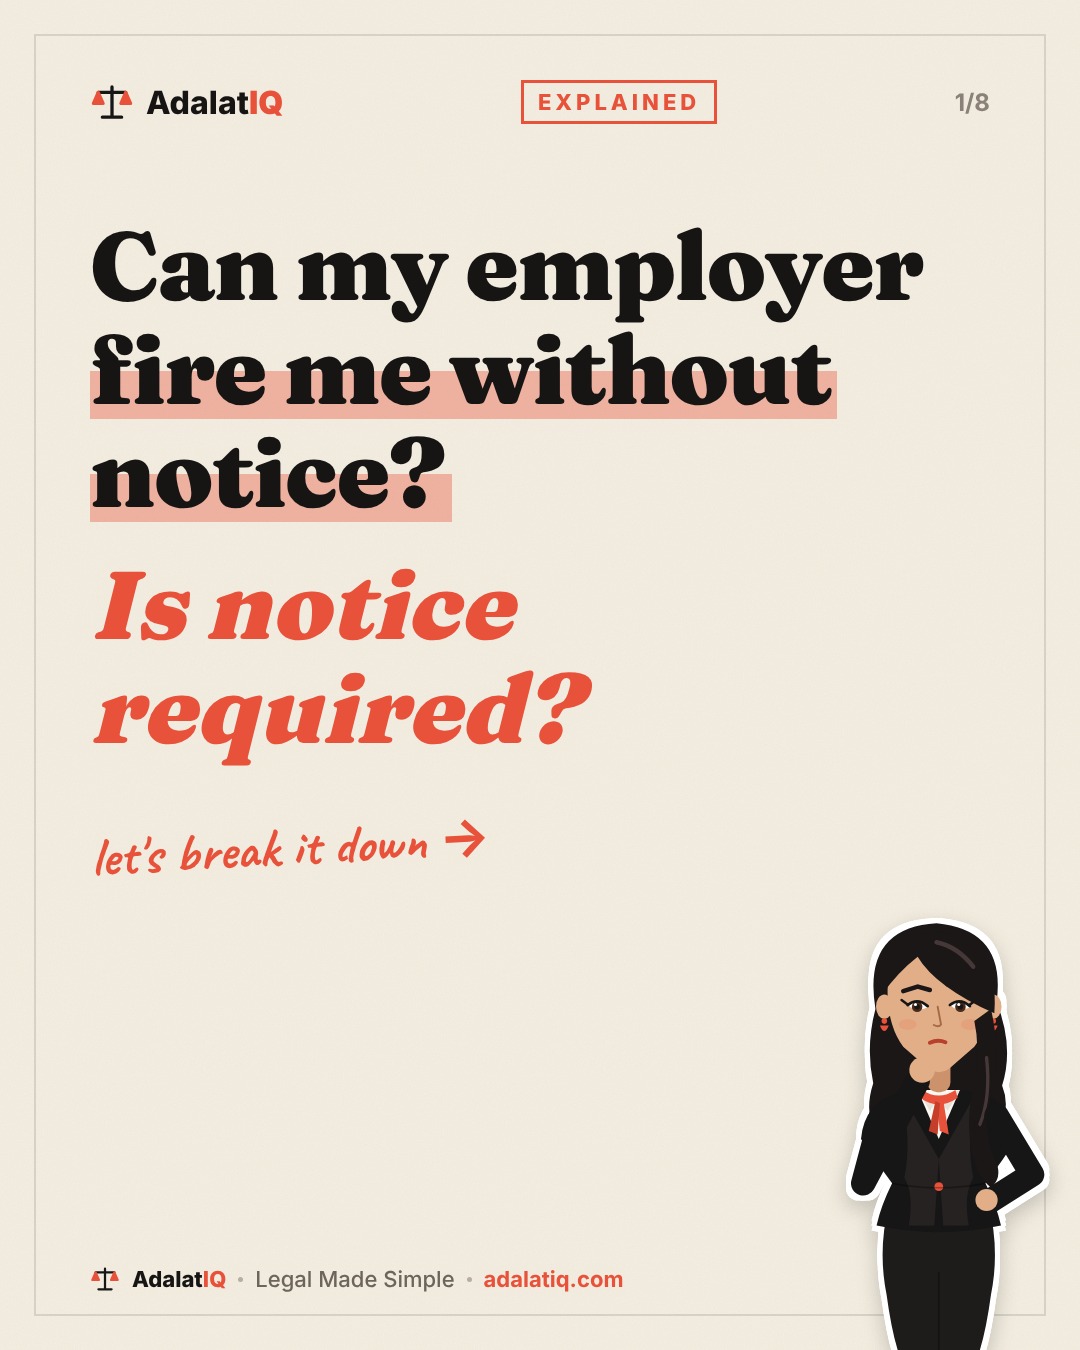 AdalatIQ
EXPLAINED
1/8
Can my employer
fire me without
notice?
Is notice
required?
let's break it down →
AdalatIQ • Legal Made Simple • adalatiq.com